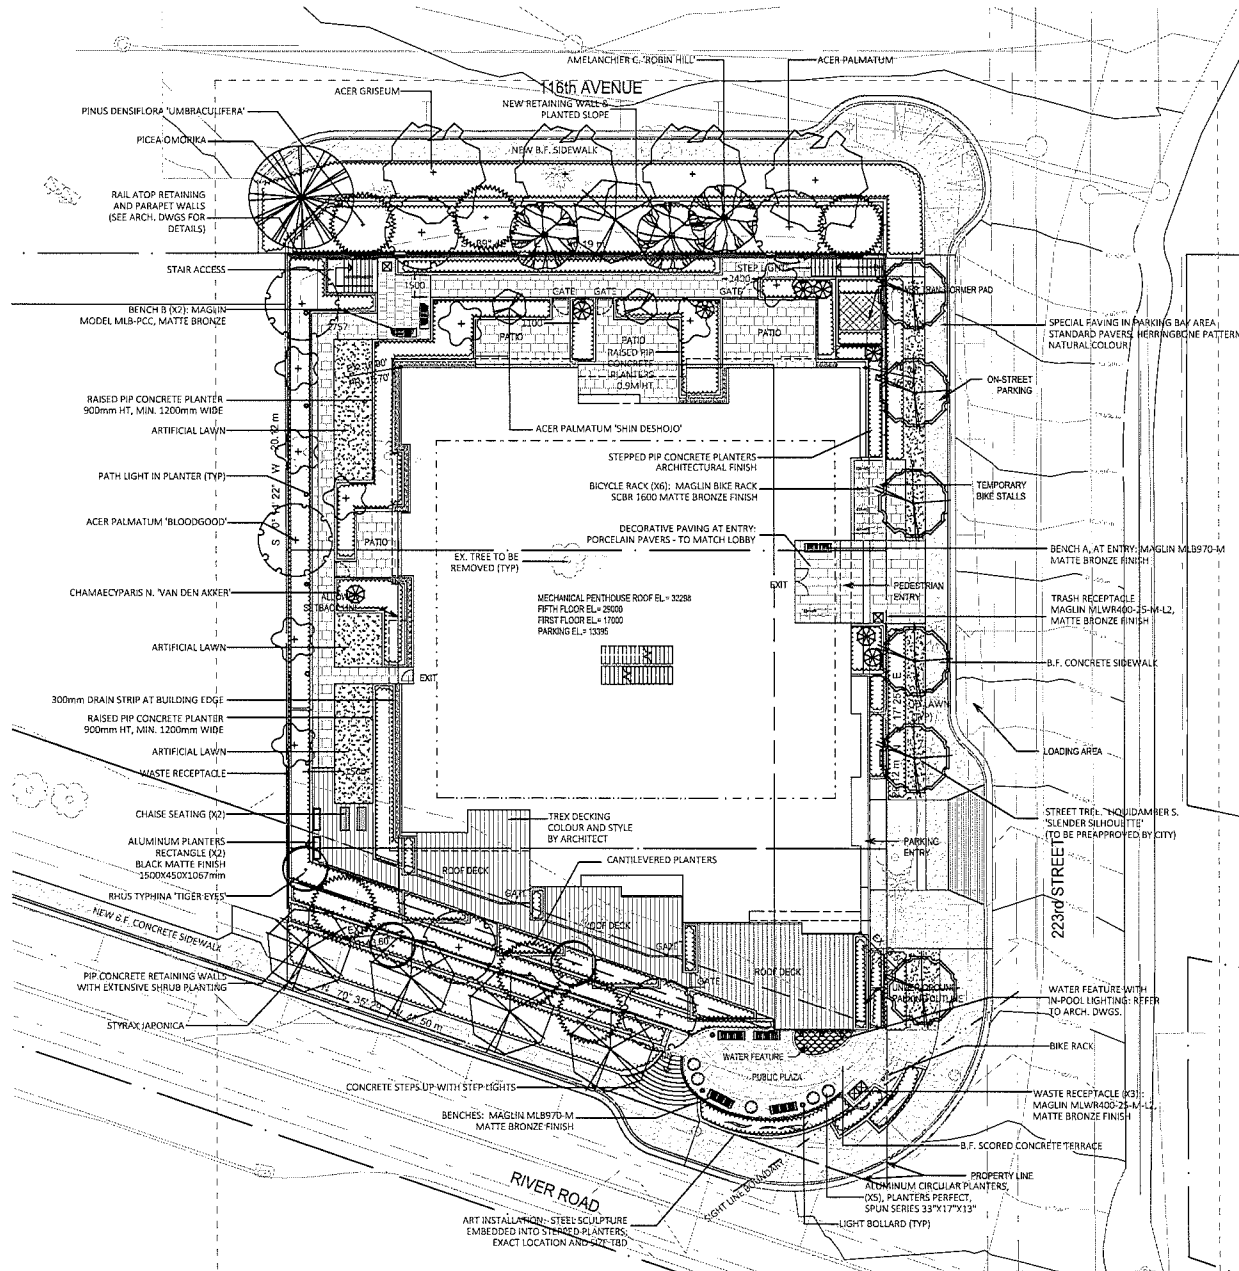 AMELANCHIER C. 'ROBIN HILL'
ACER PALMATUM
116th AVENUE
ACER GRISEUM
NEW RETAINING WALL &
PLANTED SLOPE
PINUS DENSIFLORA 'UMBRACULIFERA'
PICEA OMORIKA
NEW B.F. SIDEWALK
RAIL ATOP RETAINING
AND PARAPET WALLS
(SEE ARCH. DWGS FOR
DETAILS)
STAIR ACCESS
STEP LIGHT
1500
2400
GATE
GATE
GATE
BENCH B (X2): MAGLIN
MODEL MLB-PCC, MATTE BRONZE
SPECIAL PAVING IN PARKING BAY AREA
STANDARD PAVERS, HERRINGBONE PATTERN
NATURAL COLOUR
PATIO
PATIO
RAISED PIP
CONCRETE
PLANTERS
0.9M HT
PATIO
ON-STREET
PARKING
RAISED PIP CONCRETE PLANTER
900mm HT, MIN. 1200mm WIDE
ARTIFICIAL LAWN
ACER PALMATUM 'SHIN DESHOJO'
STEPPED PIP CONCRETE PLANTERS
ARCHITECTURAL FINISH
PATH LIGHT IN PLANTER (TYP)
BICYCLE RACK (X6): MAGLIN BIKE RACK
SCBR 1600 MATTE BRONZE FINISH
TEMPORARY
BIKE STALLS
ACER PALMATUM 'BLOODGOOD'
DECORATIVE PAVING AT ENTRY:
PORCELAIN PAVERS - TO MATCH LOBBY
PATIO
EX. TREE TO BE
REMOVED (TYP)
BENCH A, AT ENTRY: MAGLIN MLB970-M
MATTE BRONZE FINISH
EXIT
PEDESTRIAN
ENTRY
CHAMAECYPARIS N. 'VAN DEN AKKER'
MECHANICAL PENTHOUSE ROOF EL.= 32298
FIFTH FLOOR EL.= 29000
FIRST FLOOR EL.= 17000
PARKING EL.= 13395
TRASH RECEPTACLE
MAGLIN MLWR400-25-M-L2,
MATTE BRONZE FINISH
ARTIFICIAL LAWN
B.F. CONCRETE SIDEWALK
EXIT
300mm DRAIN STRIP AT BUILDING EDGE
RAISED PIP CONCRETE PLANTER
900mm HT, MIN. 1200mm WIDE
ARTIFICIAL LAWN
LOADING AREA
WASTE RECEPTACLE
CHAISE SEATING (X2)
TREX DECKING
COLOUR AND STYLE
BY ARCHITECT
STREET TREE: LIQUIDAMBER S.
'SLENDER SILHOUETTE'
(TO BE PREAPPROVED BY CITY)
ALUMINUM PLANTERS
RECTANGLE (X2)
BLACK MATTE FINISH
1500X450X1067mm
PARKING
ENTRY
CANTILEVERED PLANTERS
ROOF DECK
RHUS TYPHINA 'TIGER EYES'
GATE
223rd STREET
NEW B.F. CONCRETE SIDEWALK
ROOF DECK
GATE
ROOF DECK
GATE
PIP CONCRETE RETAINING WALLS
WITH EXTENSIVE SHRUB PLANTING
UNDERGROUND
PARKING OUTLINE
WATER FEATURE WITH
IN-POOL LIGHTING: REFER
TO ARCH. DWGS.
STYRAX JAPONICA
BIKE RACK
WATER FEATURE
PUBLIC PLAZA
CONCRETE STEPS UP WITH STEP LIGHTS
WASTE RECEPTACLE (X3):
MAGLIN MLWR400-25-M-L2,
MATTE BRONZE FINISH
BENCHES: MAGLIN MLB970-M
MATTE BRONZE FINISH
B.F. SCORED CONCRETE TERRACE
RIVER ROAD
SIGHT LINE BOUNDARY
PROPERTY LINE
ALUMINUM CIRCULAR PLANTERS,
(X5), PLANTERS PERFECT,
SPUN SERIES 33"X17"X13"
ART INSTALLATION: STEEL SCULPTURE
EMBEDDED INTO STEPPED PLANTERS;
EXACT LOCATION AND SIZE TBD
LIGHT BOLLARD (TYP)